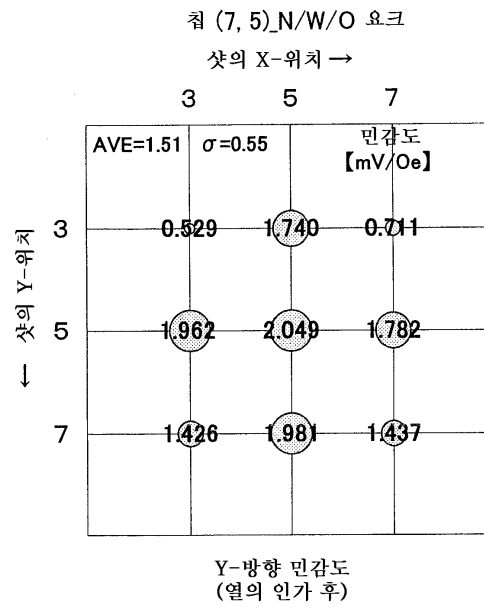 칩 (7, 5)_N/W/O 요크
샷의 X-위치 →
3 5 7
AVE=1.51 σ=0.55 민감도
【mV/Oe】
← 샷의 Y-위치
3 0.529 1.740 0.711
5 1.962 2.049 1.782
7 1.426 1.981 1.437
Y-방향 민감도
(열의 인가 후)